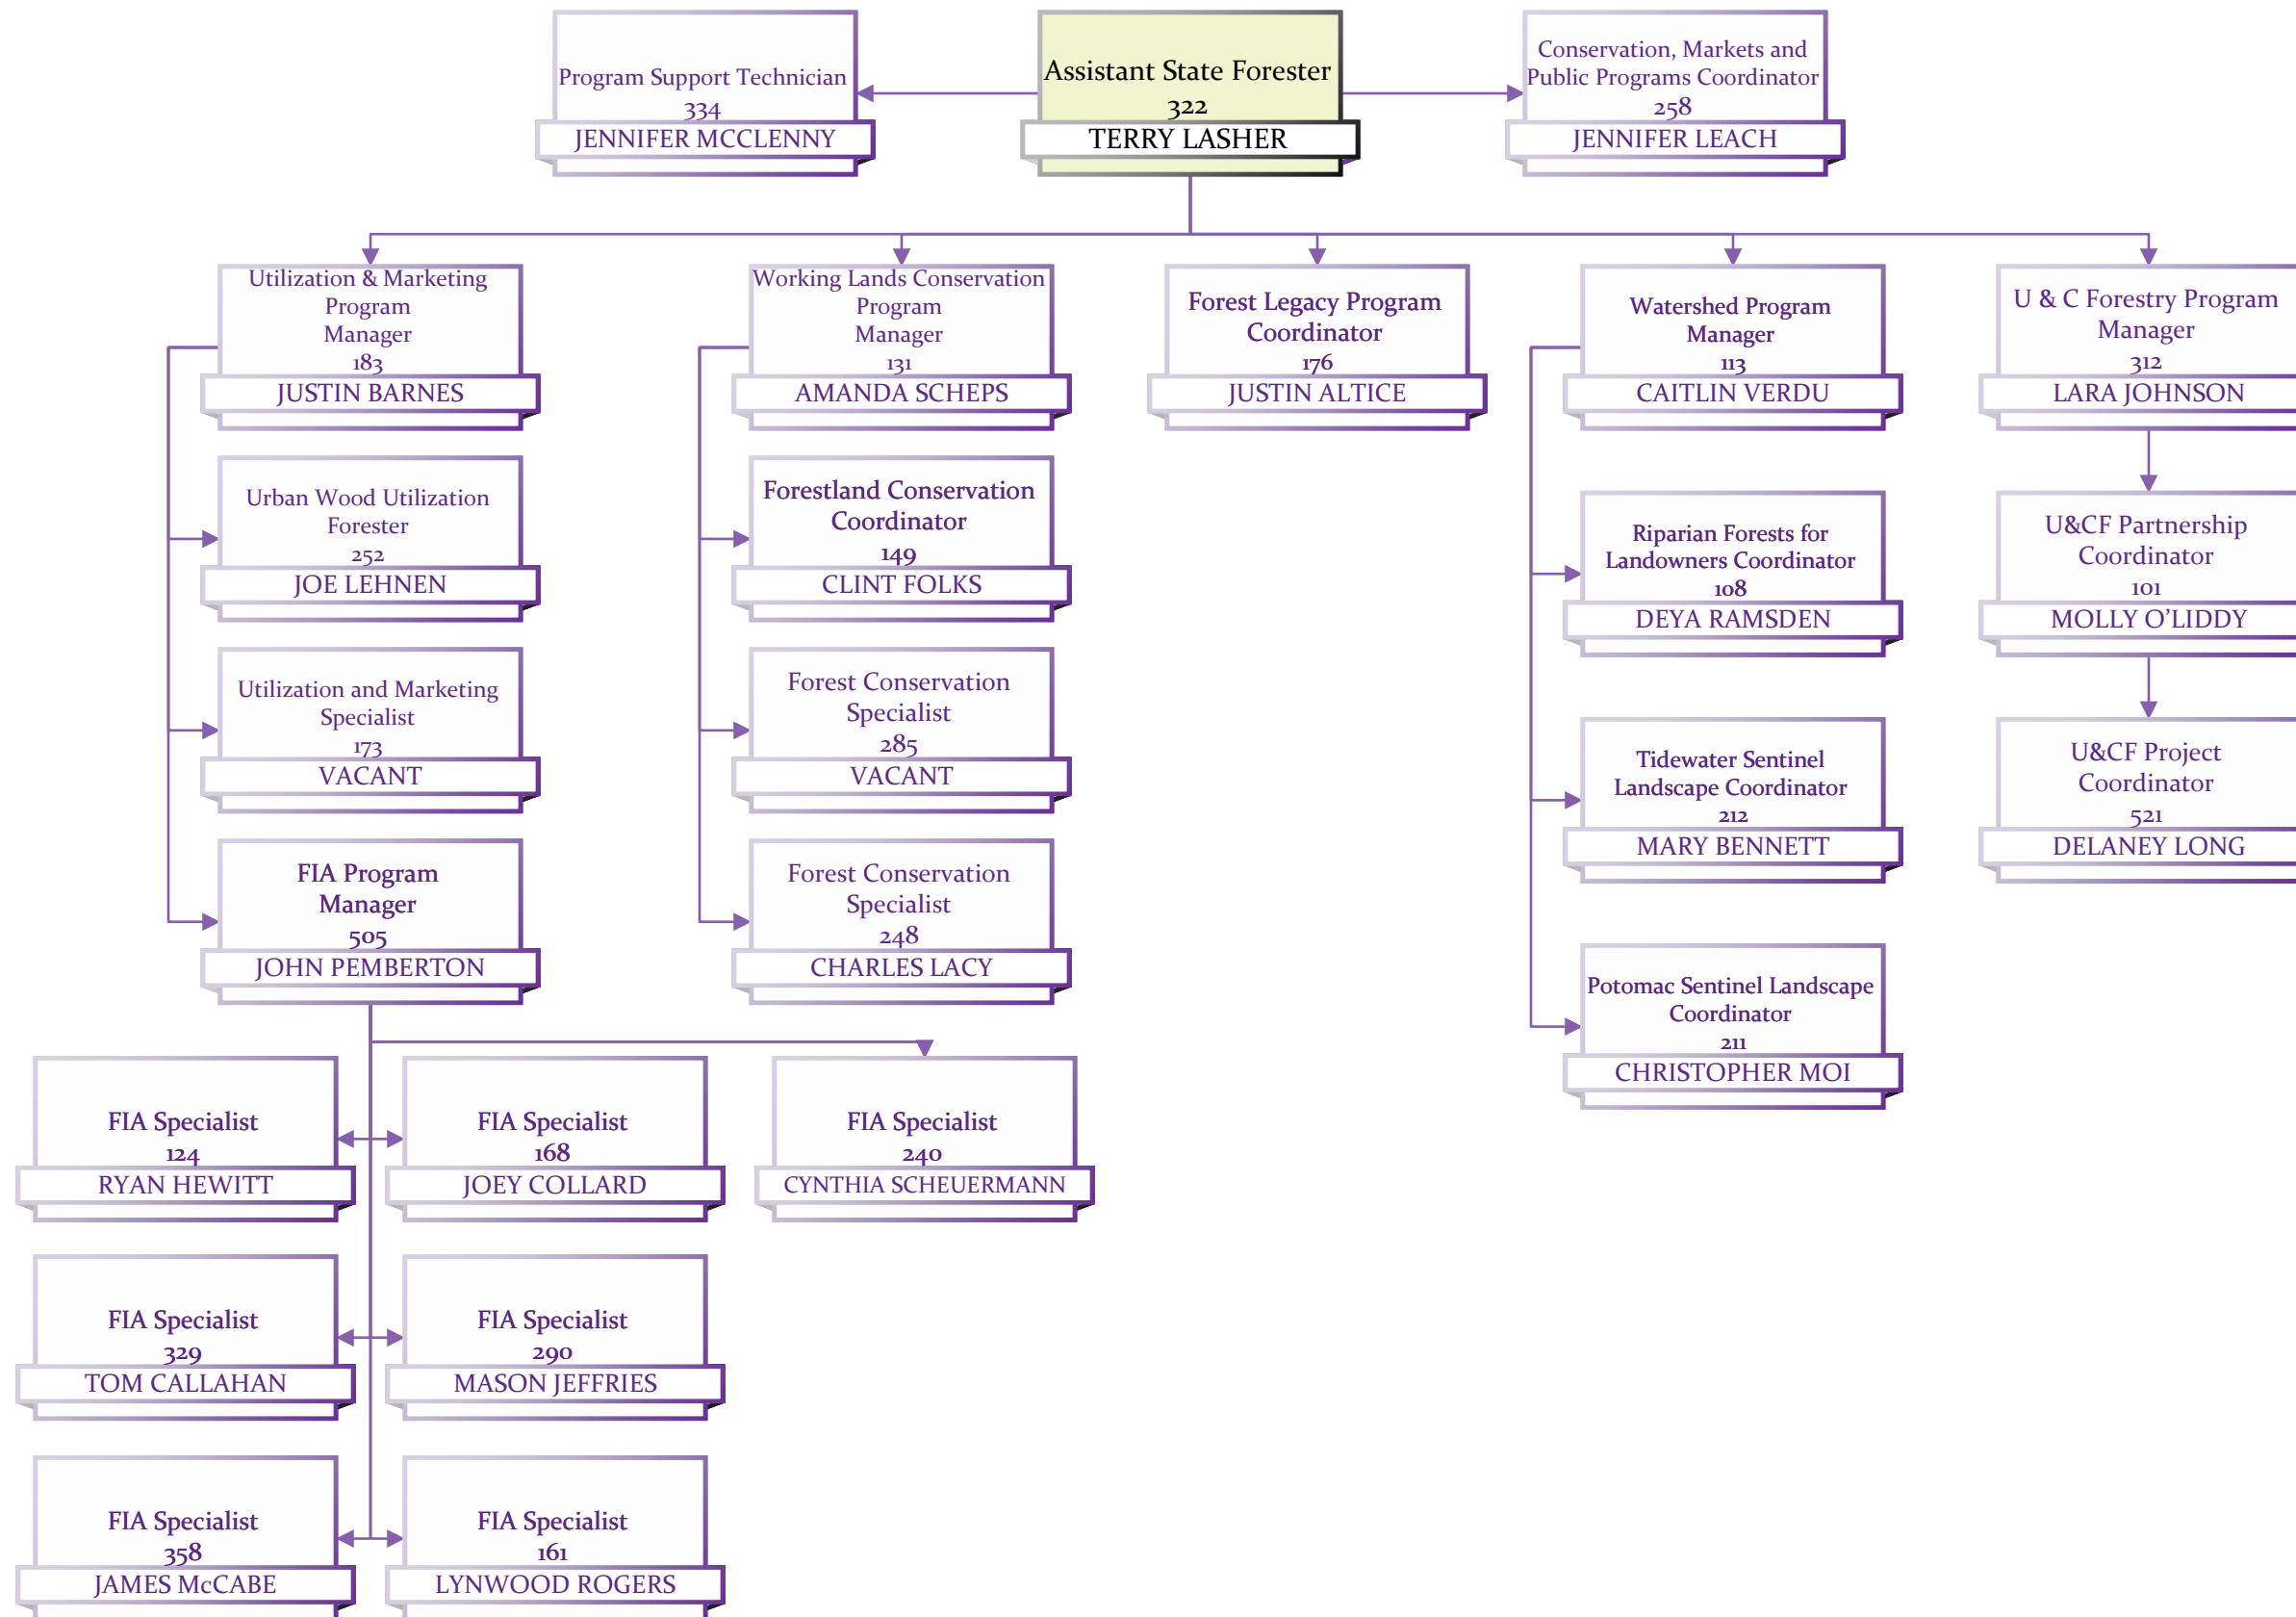 Program Support Technician
334
JENNIFER MCCLENNY
Assistant State Forester
322
TERRY LASHER
Conservation, Markets and
Public Programs Coordinator
258
JENNIFER LEACH
Utilization & Marketing
Program
Manager
183
JUSTIN BARNES
Working Lands Conservation
Program
Manager
131
AMANDA SCHEPS
Forest Legacy Program
Coordinator
176
JUSTIN ALTICE
Watershed Program
Manager
113
CAITLIN VERDU
U & C Forestry Program
Manager
312
LARA JOHNSON
Urban Wood Utilization
Forester
252
JOE LEHNEN
Forestland Conservation
Coordinator
149
CLINT FOLKS
Riparian Forests for
Landowners Coordinator
108
DEYA RAMSDEN
U&CF Partnership
Coordinator
101
MOLLY O’LIDDY
Utilization and Marketing
Specialist
173
VACANT
Forest Conservation
Specialist
285
VACANT
Tidewater Sentinel
Landscape Coordinator
212
MARY BENNETT
U&CF Project
Coordinator
521
DELANEY LONG
FIA Program
Manager
505
JOHN PEMBERTON
Forest Conservation
Specialist
248
CHARLES LACY
Potomac Sentinel Landscape
Coordinator
211
CHRISTOPHER MOI
FIA Specialist
124
RYAN HEWITT
FIA Specialist
168
JOEY COLLARD
FIA Specialist
240
CYNTHIA SCHEUERMANN
FIA Specialist
329
TOM CALLAHAN
FIA Specialist
290
MASON JEFFRIES
FIA Specialist
358
JAMES McCABE
FIA Specialist
161
LYNWOOD ROGERS